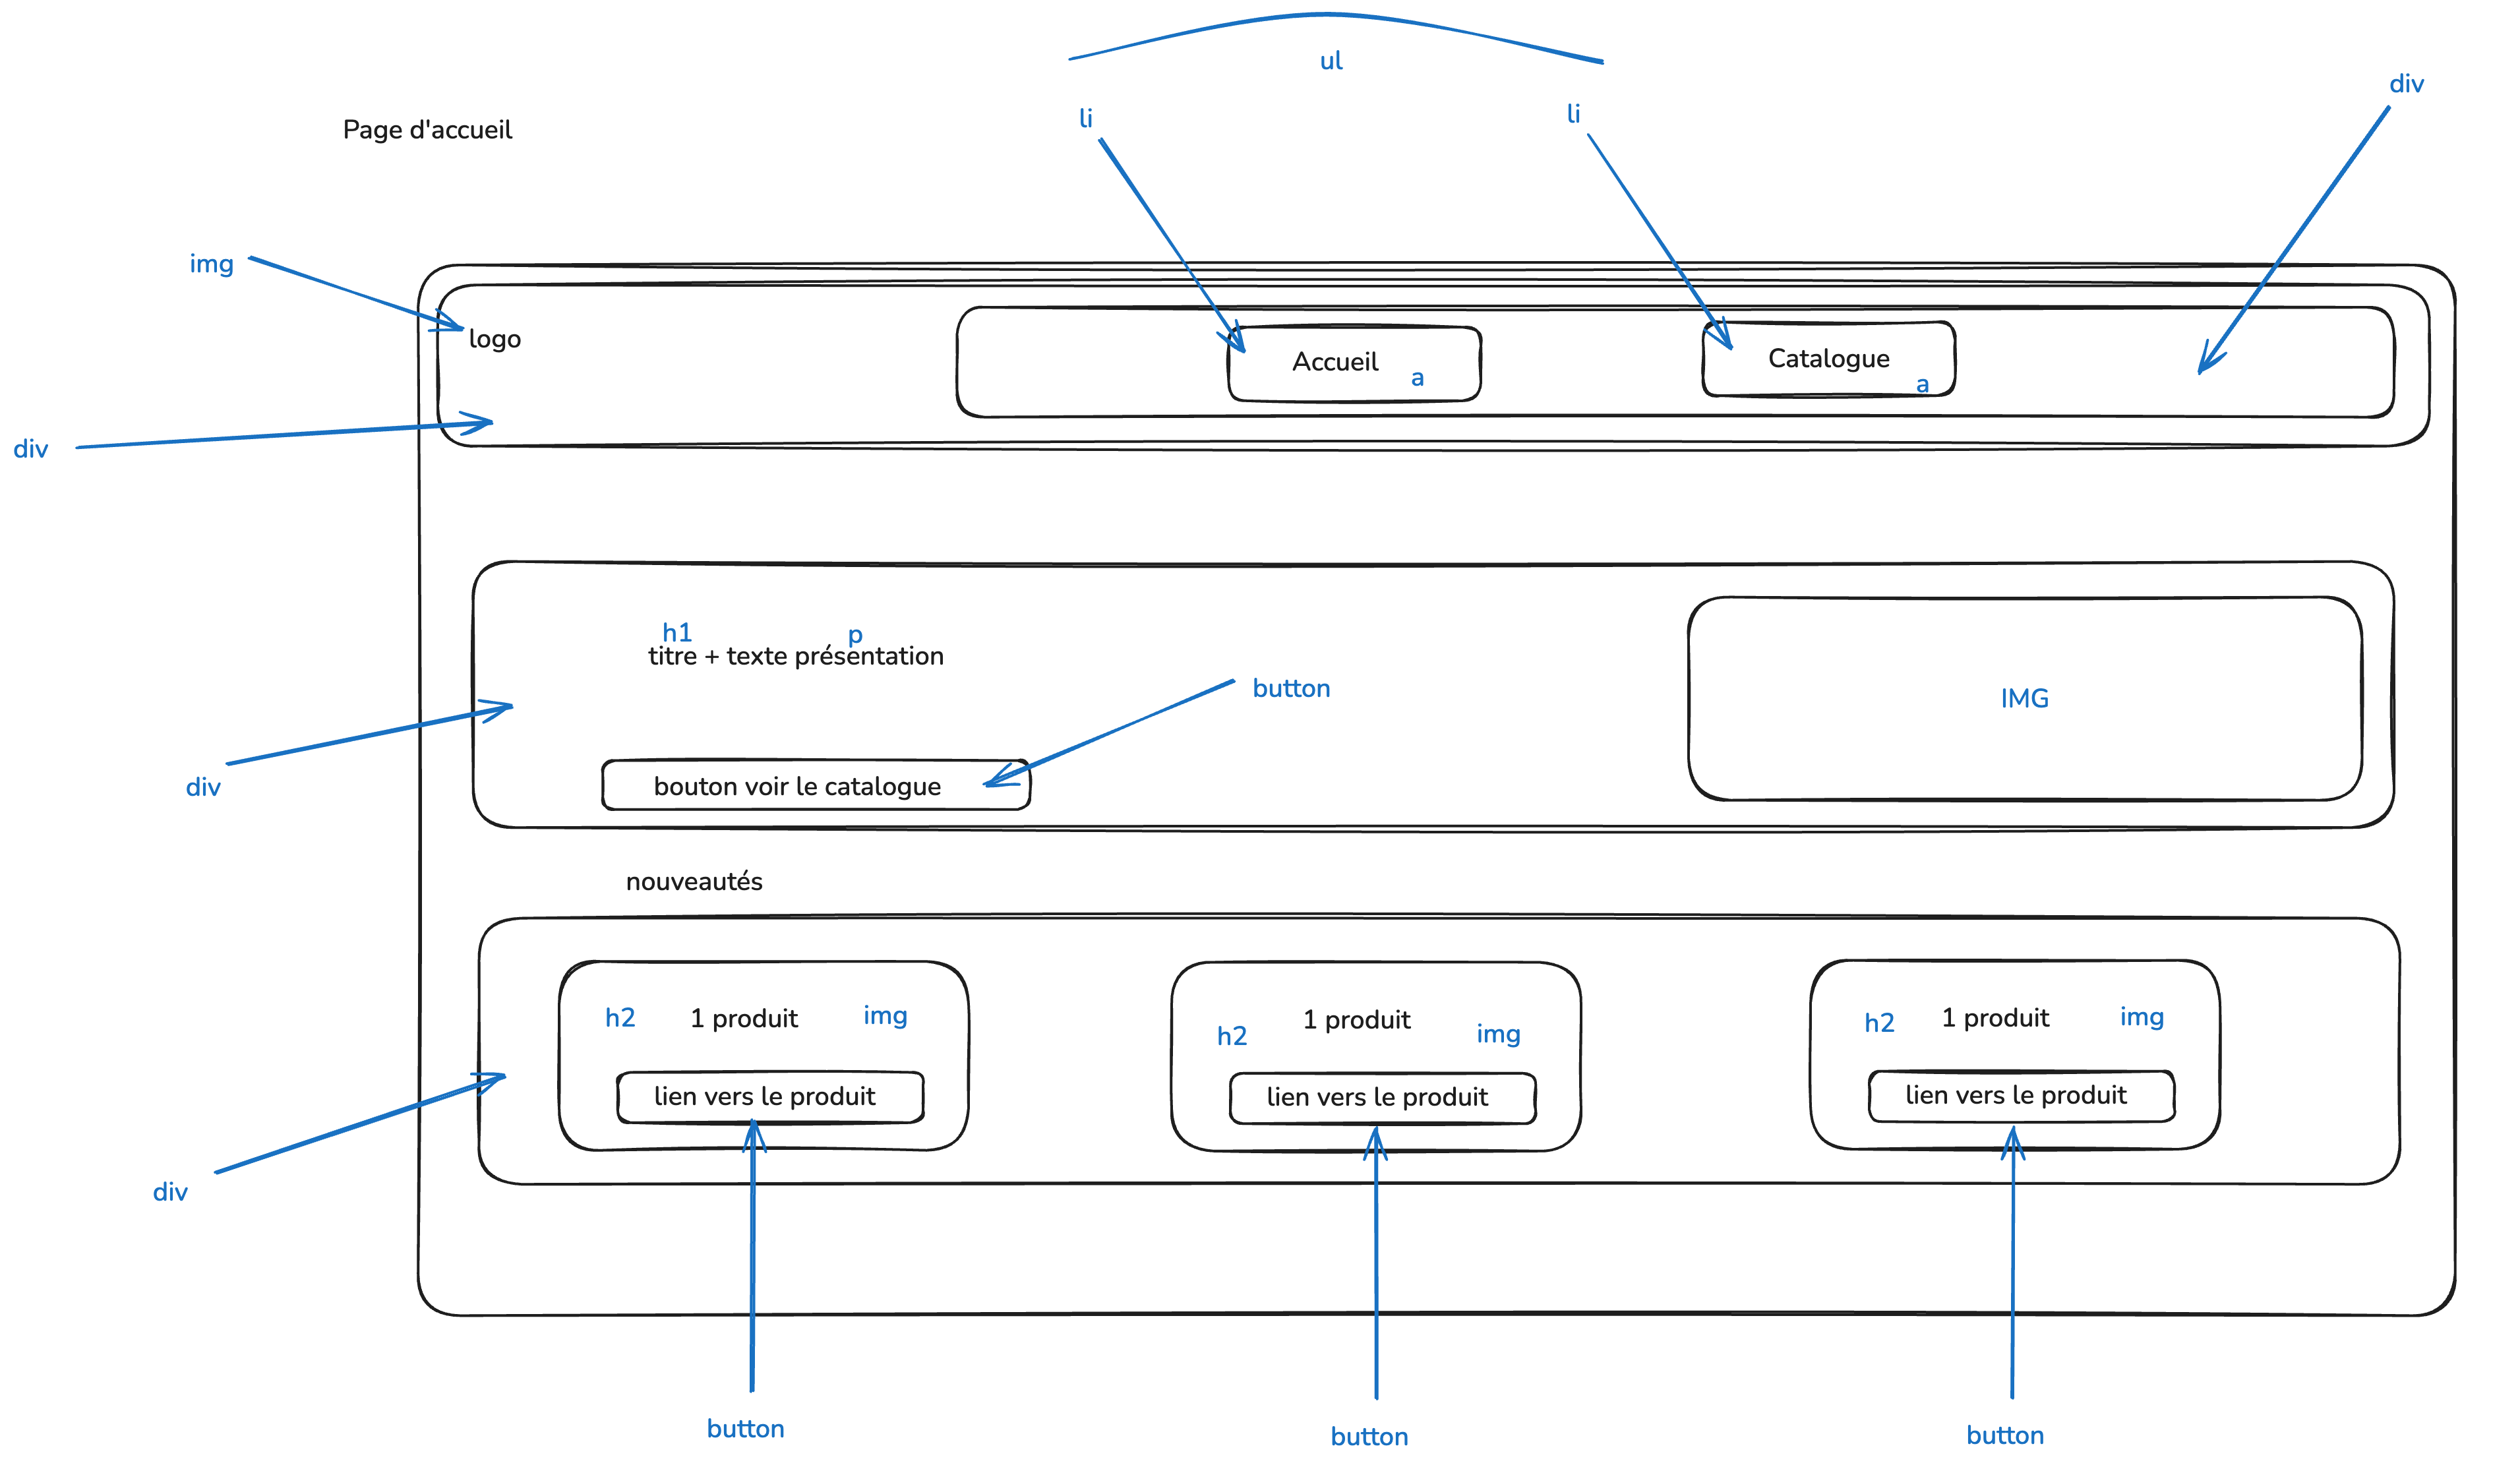 ul
div
li
li
Page d'accueil
img
logo
Accueil
a
Catalogue
a
div
h1
p
titre + texte présentation
button
IMG
bouton voir le catalogue
div
nouveautés
h2
1 produit
img
h2
1 produit
img
h2
1 produit
img
lien vers le produit
lien vers le produit
lien vers le produit
div
button
button
button